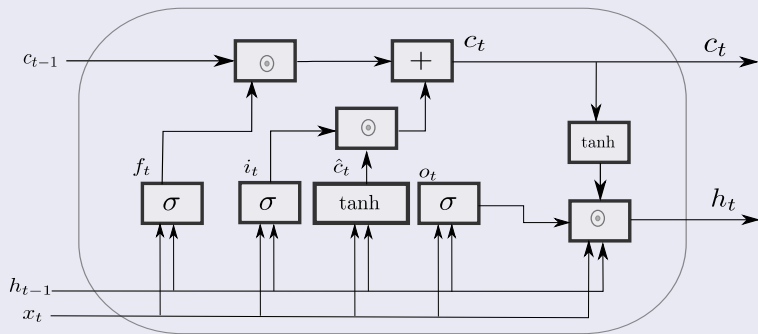 c_t
c_{t-1} ⊙ + c_t
⊙ tanh
f_t i_t ĉ_t o_t
σ σ tanh σ ⊙ h_t
h_{t-1}
x_t